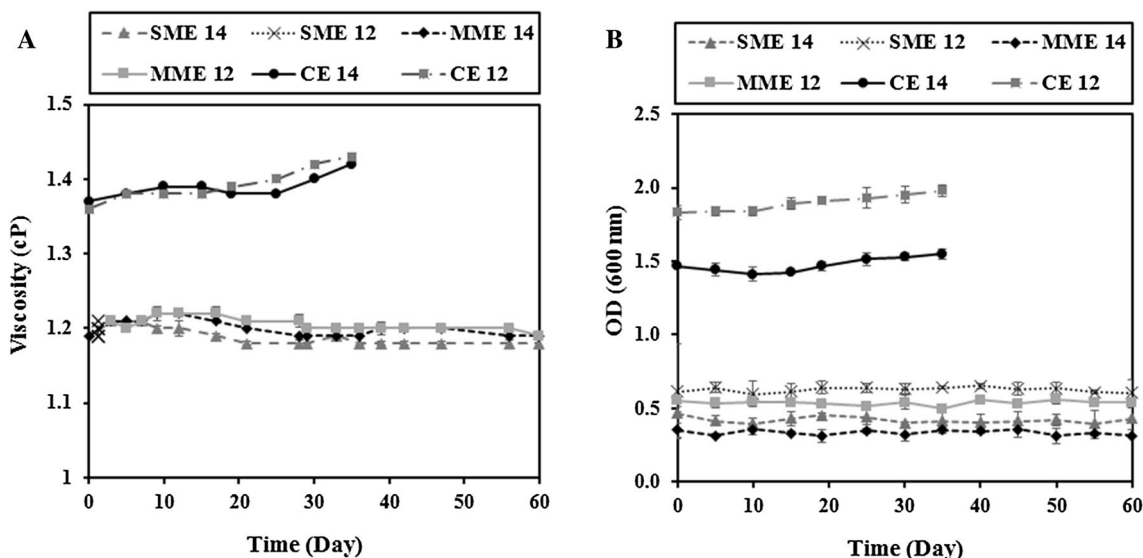 A
SME 14 SME 12 MME 14
MME 12 CE 14 CE 12
Viscosity (cP)
1.5
1.4
1.3
1.2
1.1
1
0 10 20 30 40 50 60
Time (Day)
B
SME 14 SME 12 MME 14
MME 12 CE 14 CE 12
OD (600 nm)
2.5
2.0
1.5
1.0
0.5
0.0
0 10 20 30 40 50 60
Time (Day)